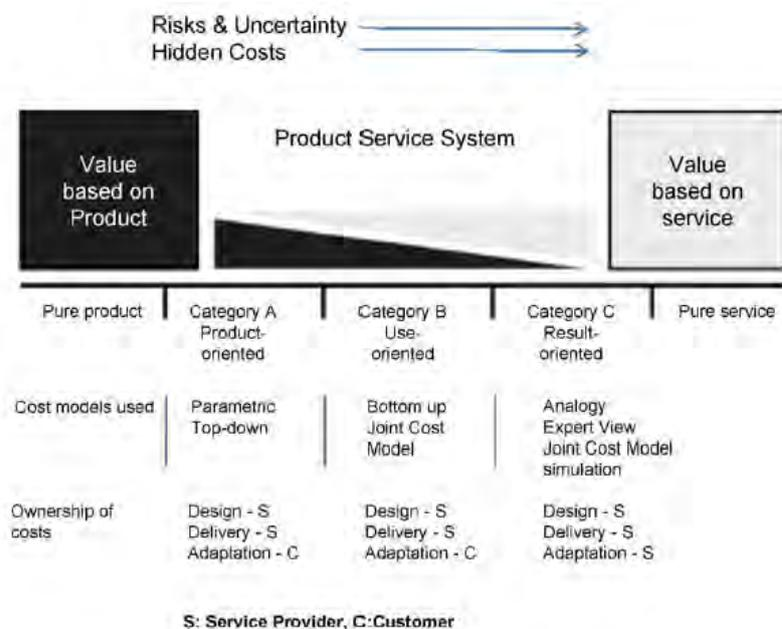 Risks & Uncertainty
Hidden Costs
Value
based on
Product
Product Service System
Value
based on
service
Pure product
Category A
Product-
oriented
Category B
Use-
oriented
Category C
Result-
oriented
Pure service
Cost models used
Parametric
Top-down
Bottom up
Joint Cost
Model
Analogy
Expert View
Joint Cost Model
simulation
Ownership of
costs
Design - S
Delivery - S
Adaptation - C
Design - S
Delivery - S
Adaptation - C
Design - S
Delivery - S
Adaptation - S
S: Service Provider, C:Customer